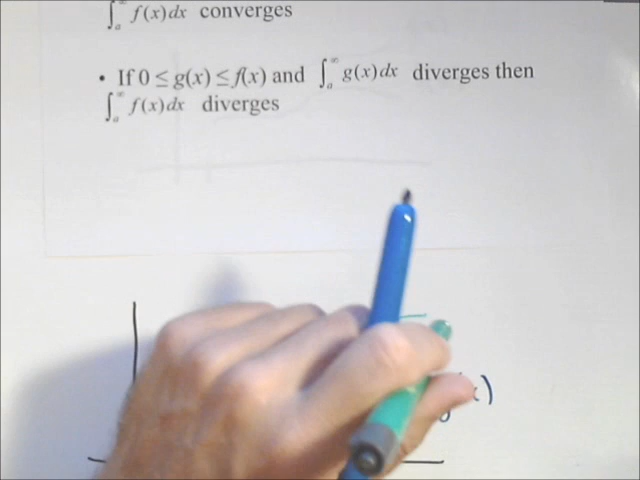 ∫ₐ^∞ f(x)dx converges
• If 0 ≤ g(x) ≤ f(x) and ∫ₐ^∞ g(x)dx diverges then
∫ₐ^∞ f(x)dx diverges